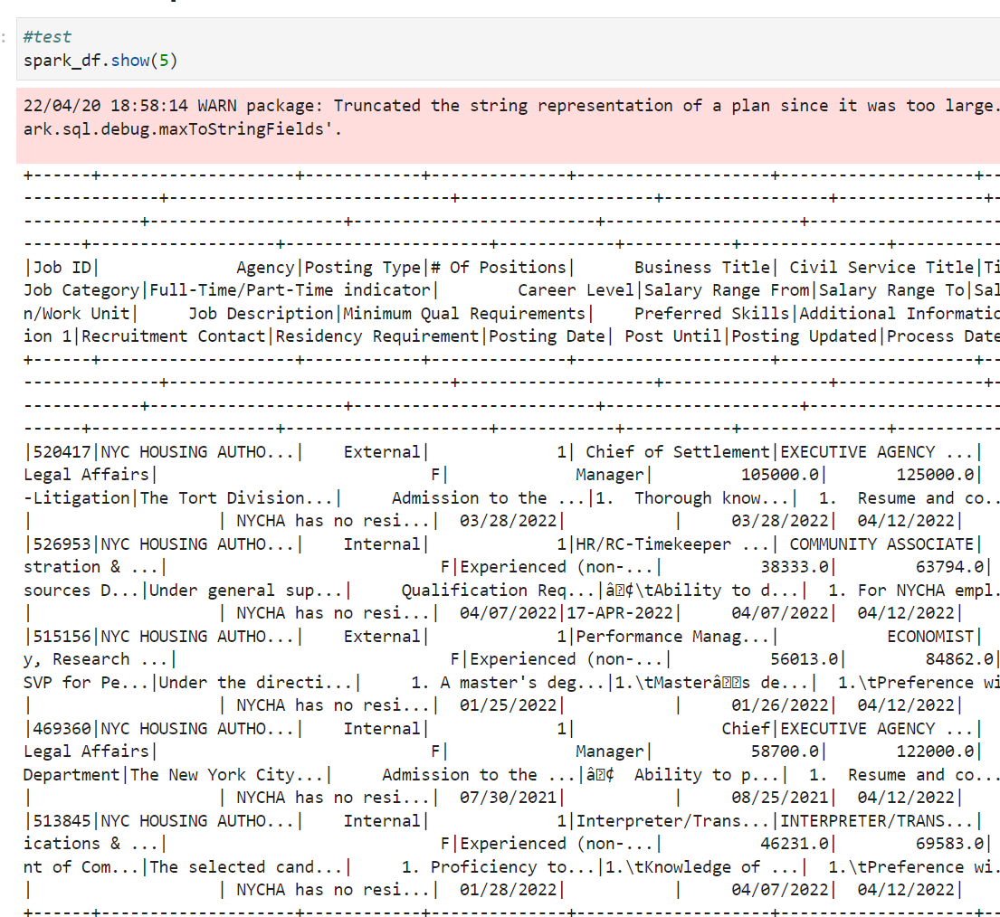 #test
spark_df.show(5)
22/04/20 18:58:14 WARN package: Truncated the string representation of a plan since it was too large.
ark.sql.debug.maxToStringFields'.
+------+--------------------+------------+--------------+--------------------+--------------------+--
--------------+-----------------------------+--------------------+-----------------+--
------------+--------------------+-------------------------+--------------------+--------------------
------+-------------------+---------------------+------------+-----------+---------------+-----------
|Job ID|              Agency|Posting Type|# Of Positions|      Business Title| Civil Service Title|Ti
Job Category|Full-Time/Part-Time indicator|        Career Level|Salary Range From|Salary Range To|Sal
n/Work Unit|     Job Description|Minimum Qual Requirements|    Preferred Skills|Additional Informatio
ion 1|Recruitment Contact|Residency Requirement|Posting Date| Post Until|Posting Updated|Process Date
+------+--------------------+------------+--------------+--------------------+--------------------+--
--------------+-----------------------------+--------------------+-----------------+--
------------+--------------------+-------------------------+--------------------+--------------------
------+-------------------+---------------------+------------+-----------+---------------+-----------
|520417|NYC HOUSING AUTHO...|    External|             1| Chief of Settlement|EXECUTIVE AGENCY ...|
Legal Affairs|                            F|             Manager|         105000.0|       125000.0|
-Litigation|The Tort Division...|     Admission to the ...|1.  Thorough know...|  1.  Resume and co..
|                   | NYCHA has no resi...|  03/28/2022|           |     03/28/2022|  04/12/2022|
|526953|NYC HOUSING AUTHO...|    Internal|             1|HR/RC-Timekeeper ...| COMMUNITY ASSOCIATE|
stration & ...|                            F|Experienced (non-...|          38333.0|        63794.0|
sources D...|Under general sup...|     Qualification Req...|â¢\tAbility to d...|  1. For NYCHA empl.
|                   | NYCHA has no resi...|  04/07/2022|17-APR-2022|     04/07/2022|  04/12/2022|
|515156|NYC HOUSING AUTHO...|    External|             1|Performance Manag...|           ECONOMIST|
y, Research ...|                            F|Experienced (non-...|          56013.0|        84862.0|
SVP for Pe...|Under the directi...|     1. A master's deg...|1.\tMasterâs de...|  1.\tPreference wi
|                   | NYCHA has no resi...|  01/25/2022|           |     01/26/2022|  04/12/2022|
|469360|NYC HOUSING AUTHO...|    Internal|             1|               Chief|EXECUTIVE AGENCY ...|
Legal Affairs|                            F|             Manager|          58700.0|       122000.0|
Department|The New York City...|     Admission to the ...|â¢  Ability to p...|  1.  Resume and co...
|                   | NYCHA has no resi...|  07/30/2021|           |     08/25/2021|  04/12/2022|
|513845|NYC HOUSING AUTHO...|    Internal|             1|Interpreter/Trans...|INTERPRETER/TRANS...|
ications & ...|                            F|Experienced (non-...|          46231.0|        69583.0|
nt of Com...|The selected cand...|     1. Proficiency to...|1.\tKnowledge of ...|  1.\tPreference wi.
|                   | NYCHA has no resi...|  01/28/2022|           |     04/07/2022|  04/12/2022|
+------+--------------------+------------+--------------+--------------------+--------------------+--